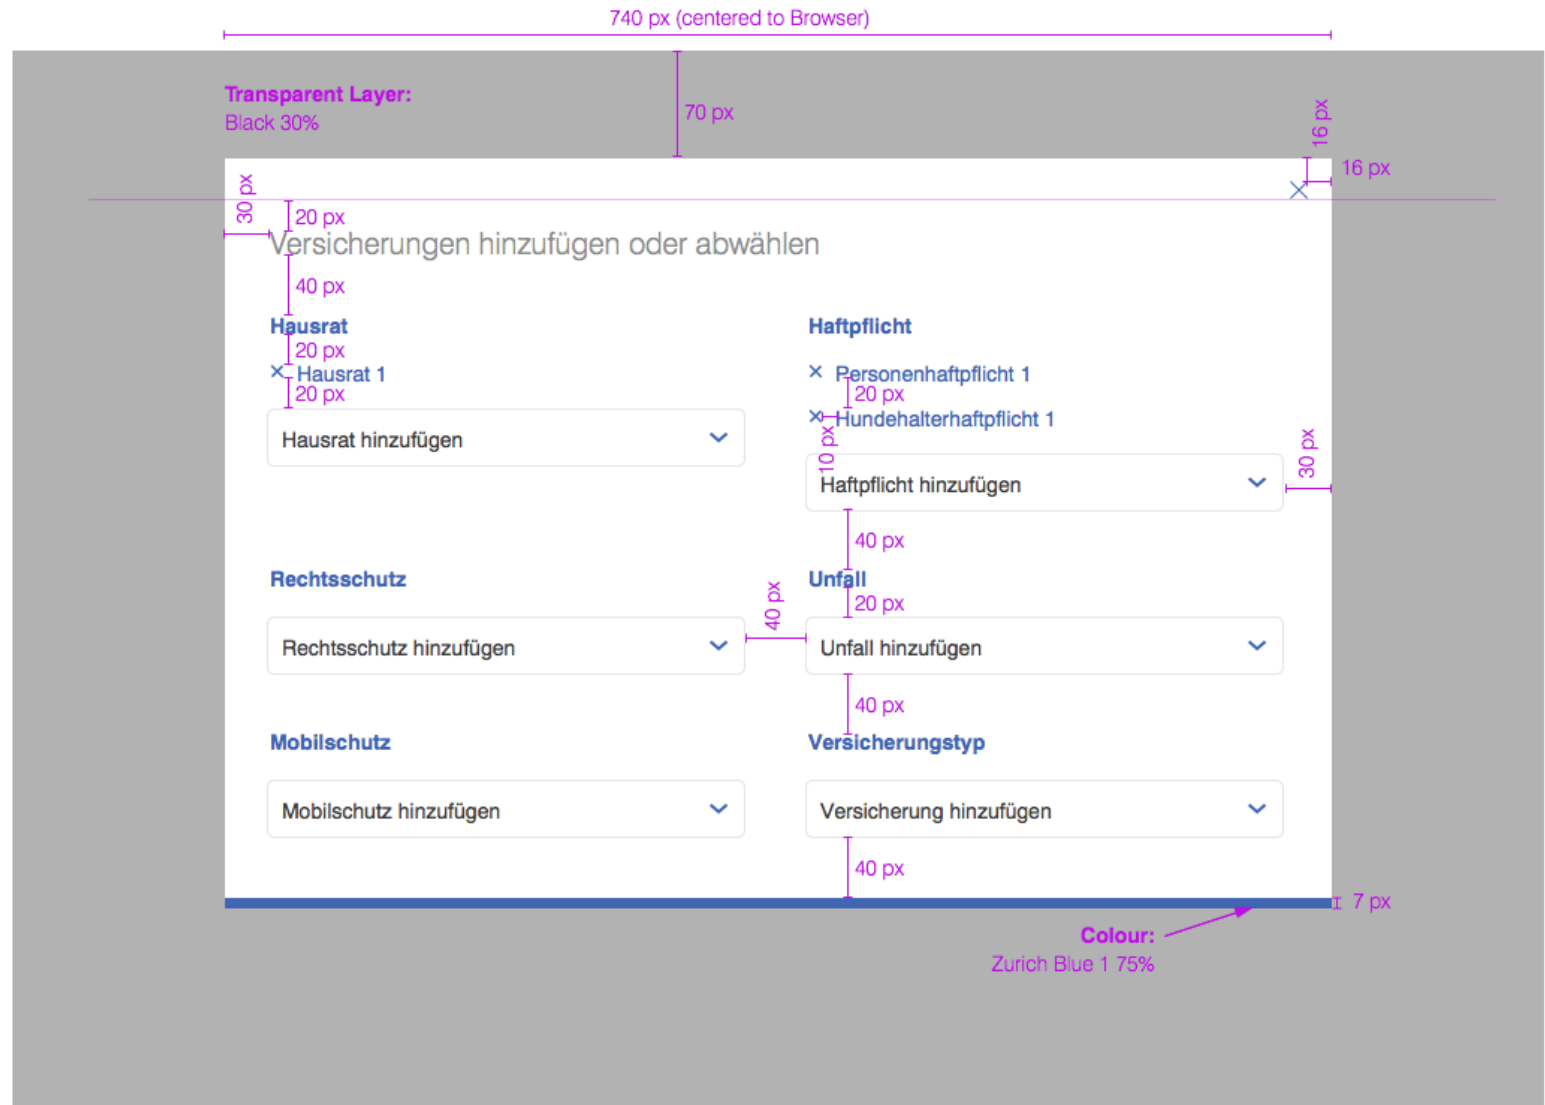 740 px (centered to Browser)
Transparent Layer:
Black 30%
70 px
16 px
16 px
30 px
20 px
Versicherungen hinzufügen oder abwählen
40 px
Hausrat
Haftpflicht
20 px
Hausrat 1
Personenhaftpflicht 1
20 px
20 px
Hundehalterhaftpflicht 1
Hausrat hinzufügen
10 px
30 px
Haftpflicht hinzufügen
40 px
Rechtsschutz
Unfall
40 px
20 px
Rechtsschutz hinzufügen
Unfall hinzufügen
40 px
Mobilschutz
Versicherungstyp
Mobilschutz hinzufügen
Versicherung hinzufügen
40 px
7 px
Colour:
Zurich Blue 1 75%